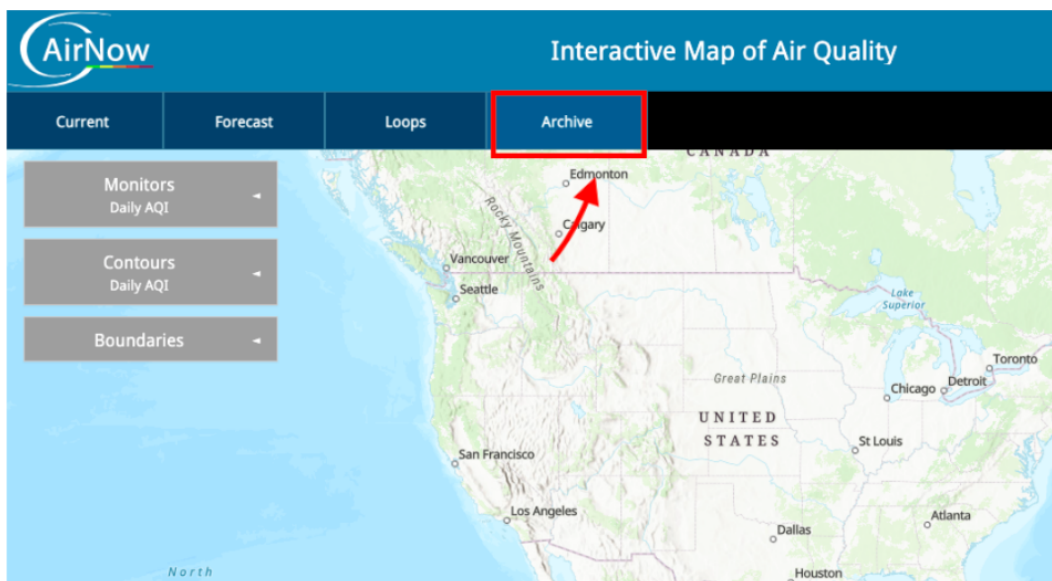 AirNow
Interactive Map of Air Quality
Current
Forecast
Loops
Archive
Monitors
Daily AQI
Contours
Daily AQI
Boundaries
CANADA
Edmonton
Rocky Mountains
Calgary
Vancouver
Seattle
Lake
Superior
Toronto
Great Plains
Chicago
Detroit
UNITED
STATES
St Louis
San Francisco
Los Angeles
Atlanta
Dallas
North
Houston